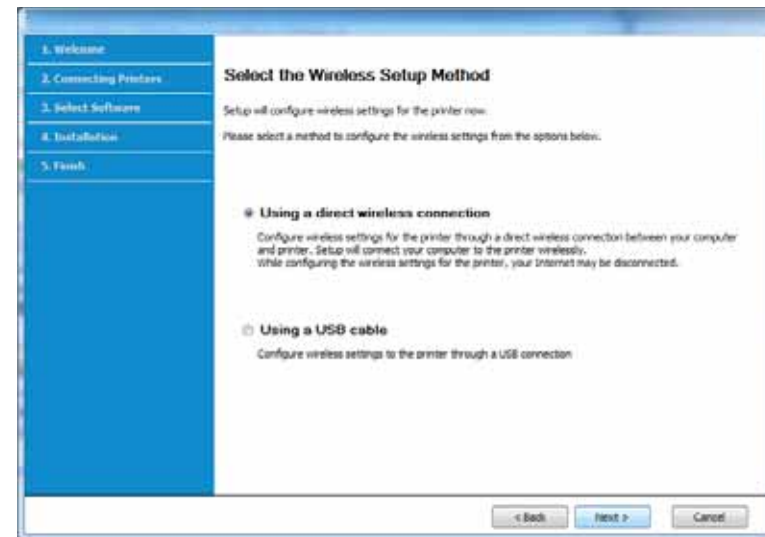 1. Welcome
2. Connecting Printers
3. Select Software
4. Installation
5. Finish
Select the Wireless Setup Method
Setup will configure wireless settings for the printer now.
Please select a method to configure the wireless settings from the options below.
Using a direct wireless connection
Configure wireless settings for the printer through a direct wireless connection between your computer
and printer. Setup will connect your computer to the printer wirelessly.
While configuring the wireless settings for the printer, your Internet may be disconnected.
Using a USB cable
Configure wireless settings to the printer through a USB connection
< Back
Next >
Cancel